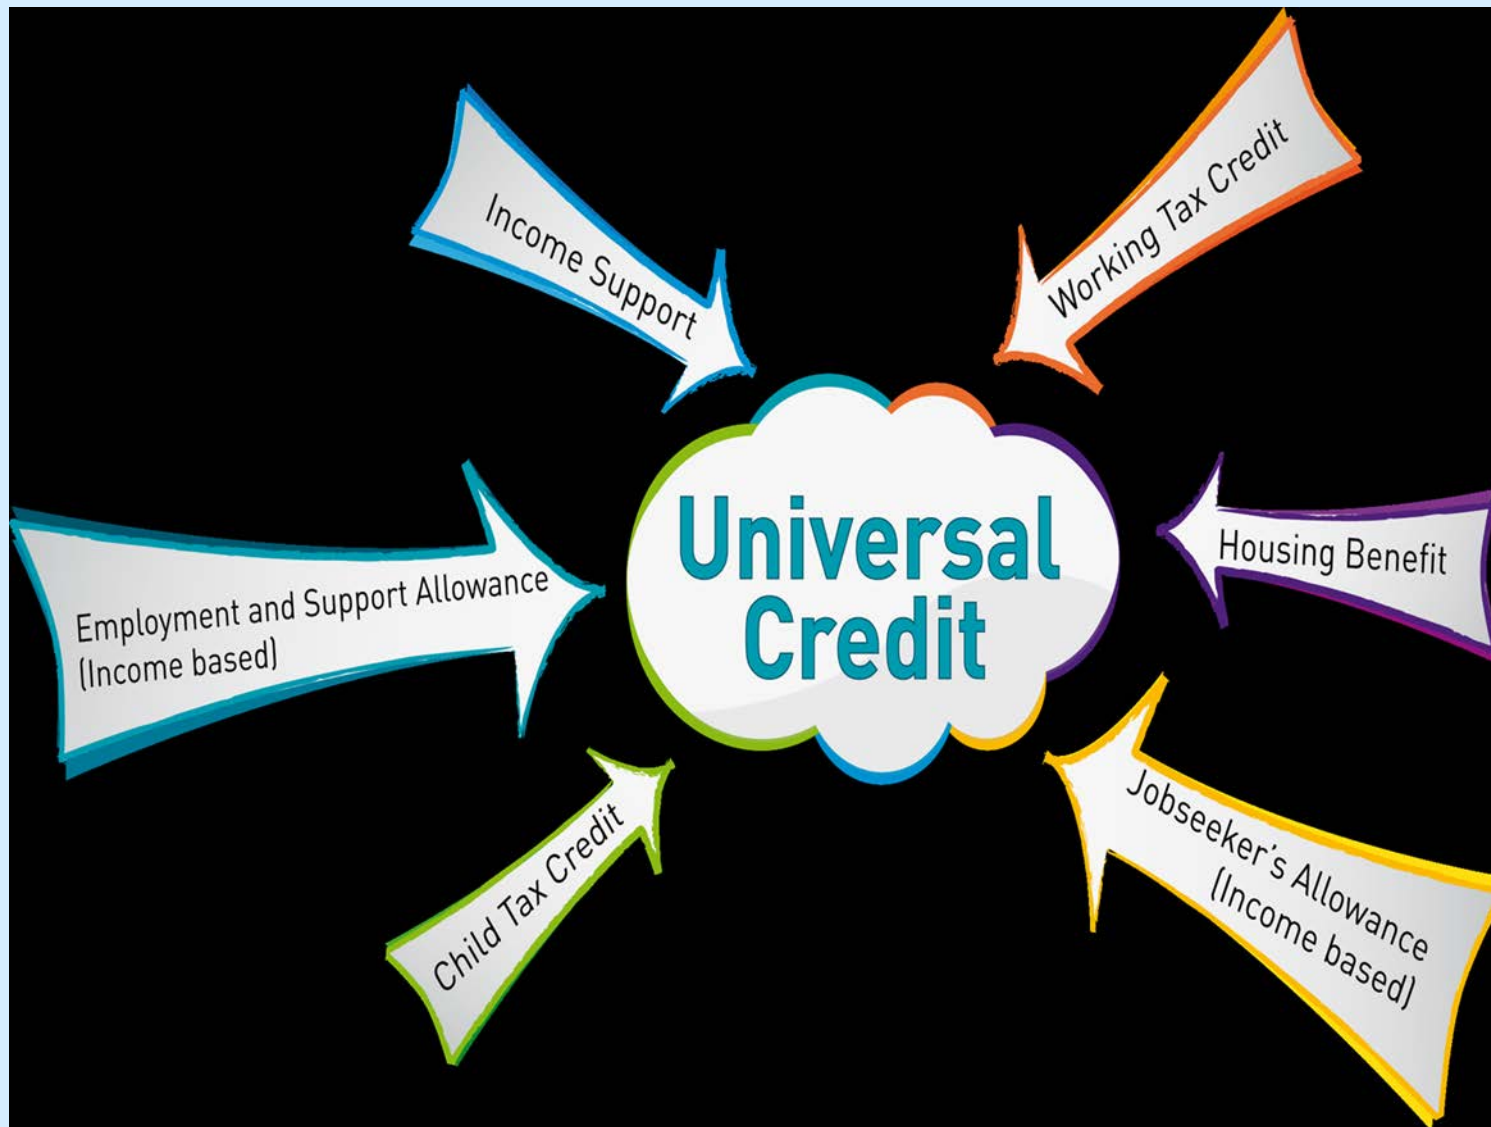 Income Support
Working Tax Credit
Universal
Credit
Housing Benefit
Employment and Support Allowance
(Income based)
Jobseeker's Allowance
(Income based)
Child Tax Credit